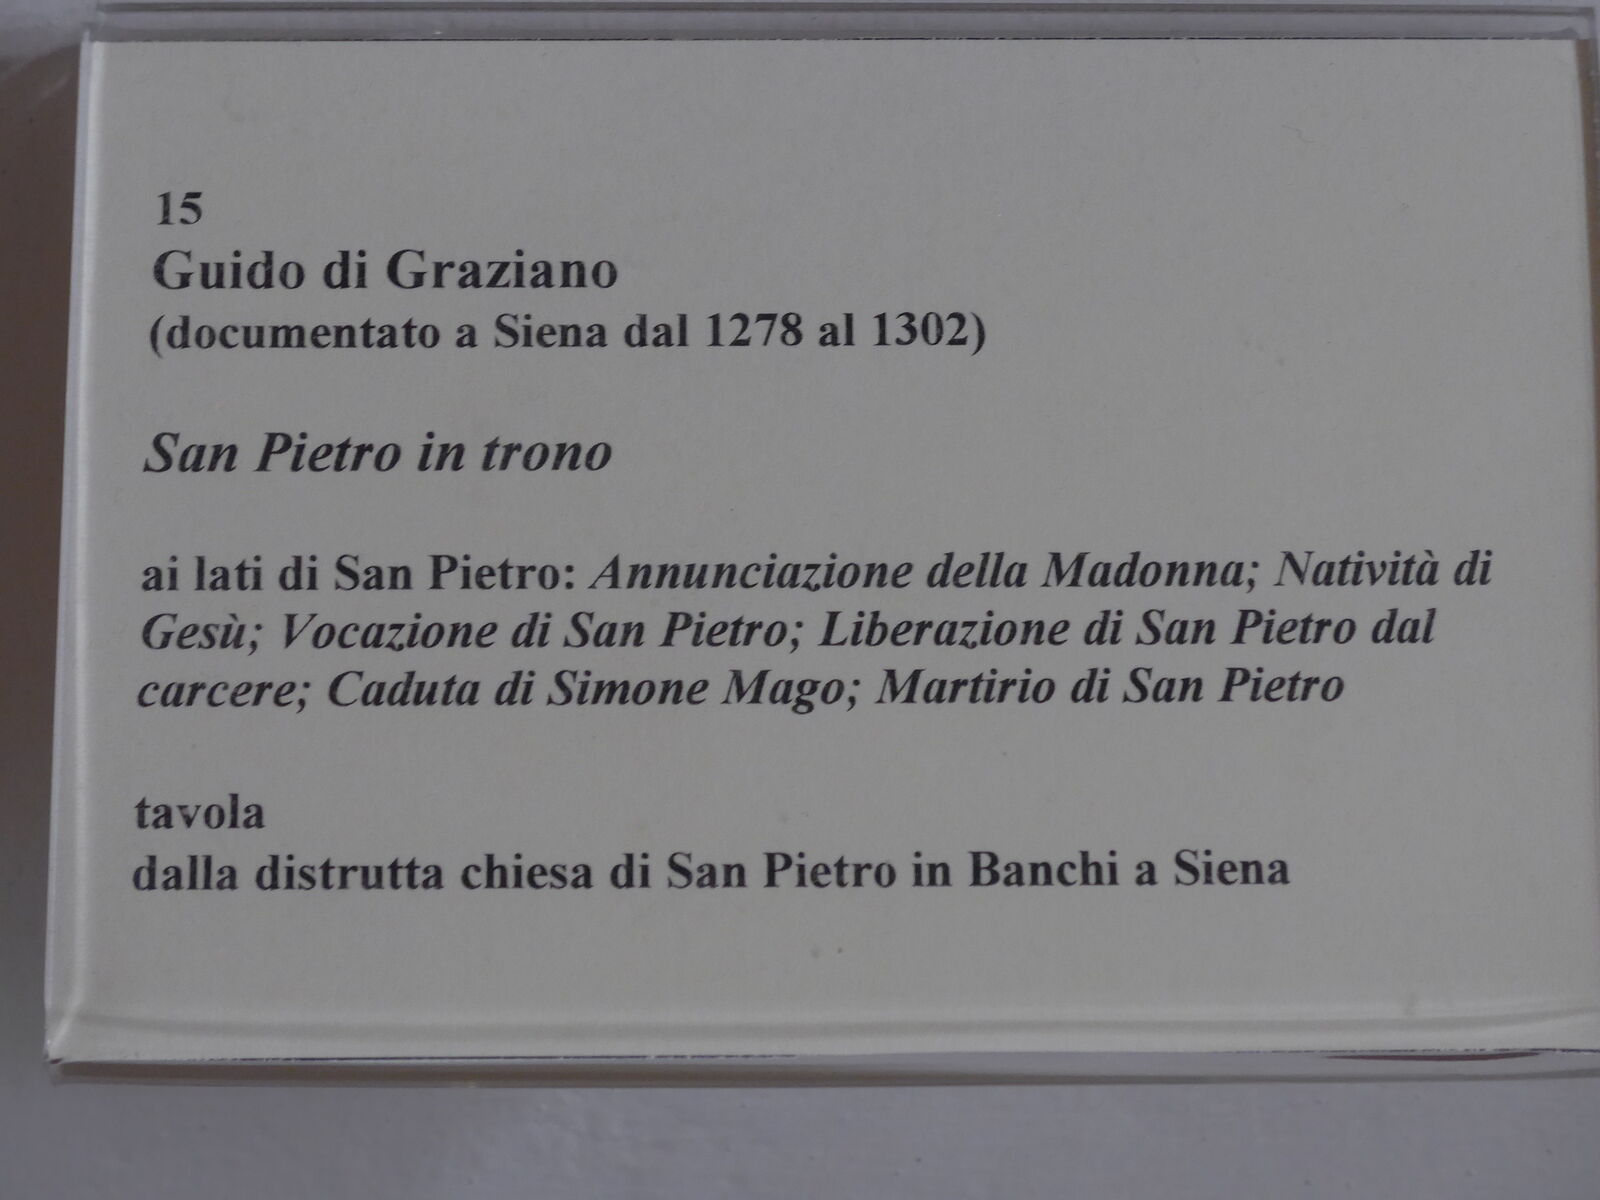 15
Guido di Graziano
(documentato a Siena dal 1278 al 1302)
San Pietro in trono
ai lati di San Pietro: Annunciazione della Madonna; Natività di
Gesù; Vocazione di San Pietro; Liberazione di San Pietro dal
carcere; Caduta di Simone Mago; Martirio di San Pietro
tavola
dalla distrutta chiesa di San Pietro in Banchi a Siena